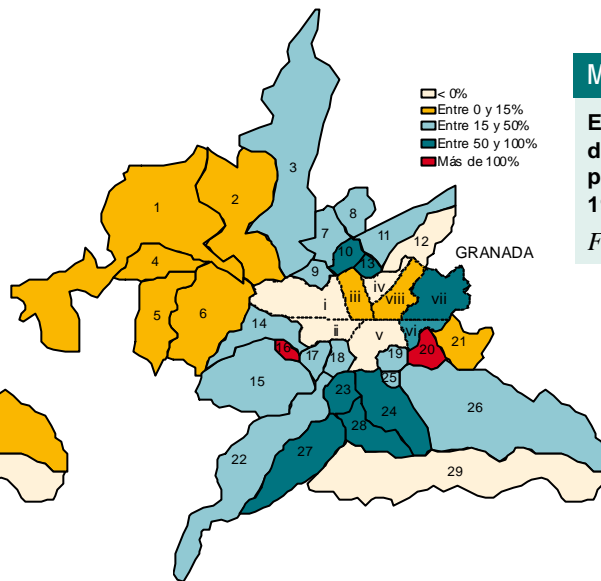 M
< 0%
Entre 0 y 15%
Entre 15 y 50%
Entre 50 y 100%
Más de 100%
E
d
p
1
F
GRANADA
1
2
3
4
5
6
7
8
9
10
11
12
13
14
15
16
17
18
19
20
21
22
23
24
25
26
27
28
29
i
ii
iii
iv
v
vi
vii
viii